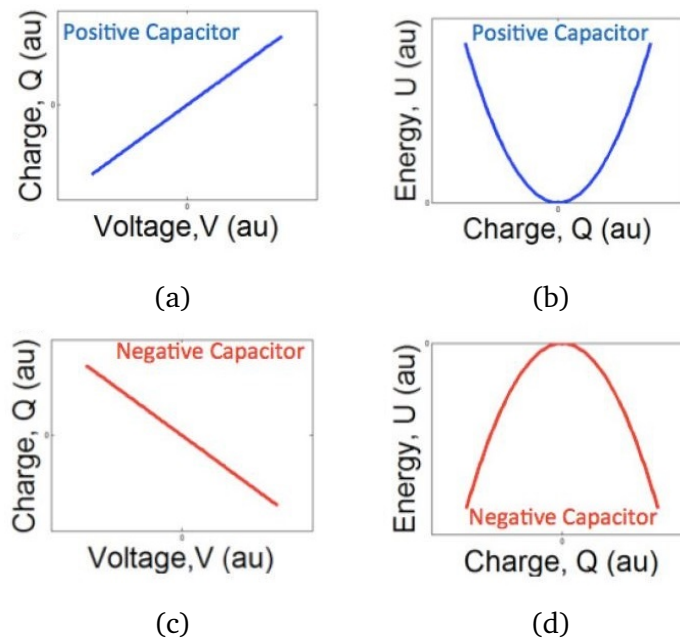 Positive Capacitor
Charge, Q (au)
0
0
Voltage,V (au)
(a)
Positive Capacitor
Energy, U (au)
0
0
Charge, Q (au)
(b)
Negative Capacitor
Charge, Q (au)
0
0
Voltage,V (au)
(c)
0
Energy, U (au)
Negative Capacitor
0
Charge, Q (au)
(d)